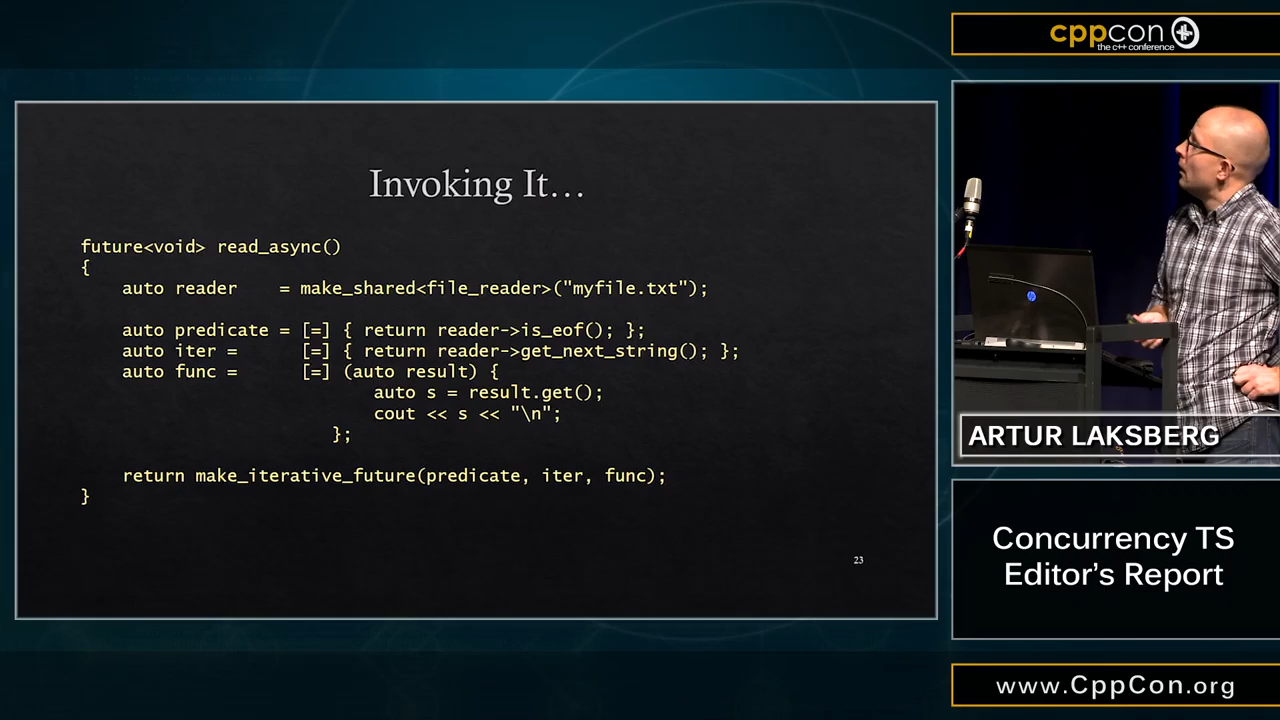 Invoking It...
future<void> read_async()
{
    auto reader    = make_shared<file_reader>("myfile.txt");
    auto predicate = [=] { return reader->is_eof(); };
    auto iter =      [=] { return reader->get_next_string(); };
    auto func =      [=] (auto result) {
                            auto s = result.get();
                            cout << s << "\n";
                        };
    return make_iterative_future(predicate, iter, func);
}
23
cppcon
the c++ conference
ARTUR LAKSBERG
Concurrency TS
Editor's Report
www.CppCon.org